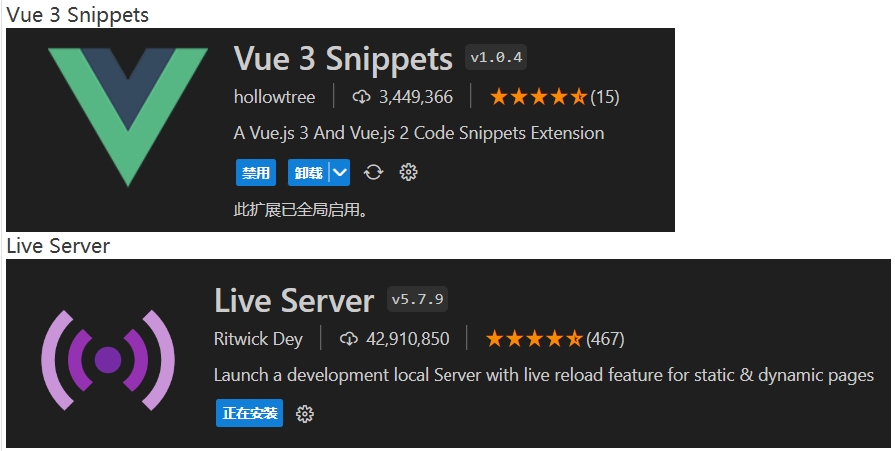 Vue 3 Snippets
Vue 3 Snippets v1.0.4
hollowtree 3,449,366 (15)
A Vue.js 3 And Vue.js 2 Code Snippets Extension
禁用 卸载
此扩展已全局启用。
Live Server
Live Server v5.7.9
Ritwick Dey 42,910,850 (467)
Launch a development local Server with live reload feature for static & dynamic pages
正在安装